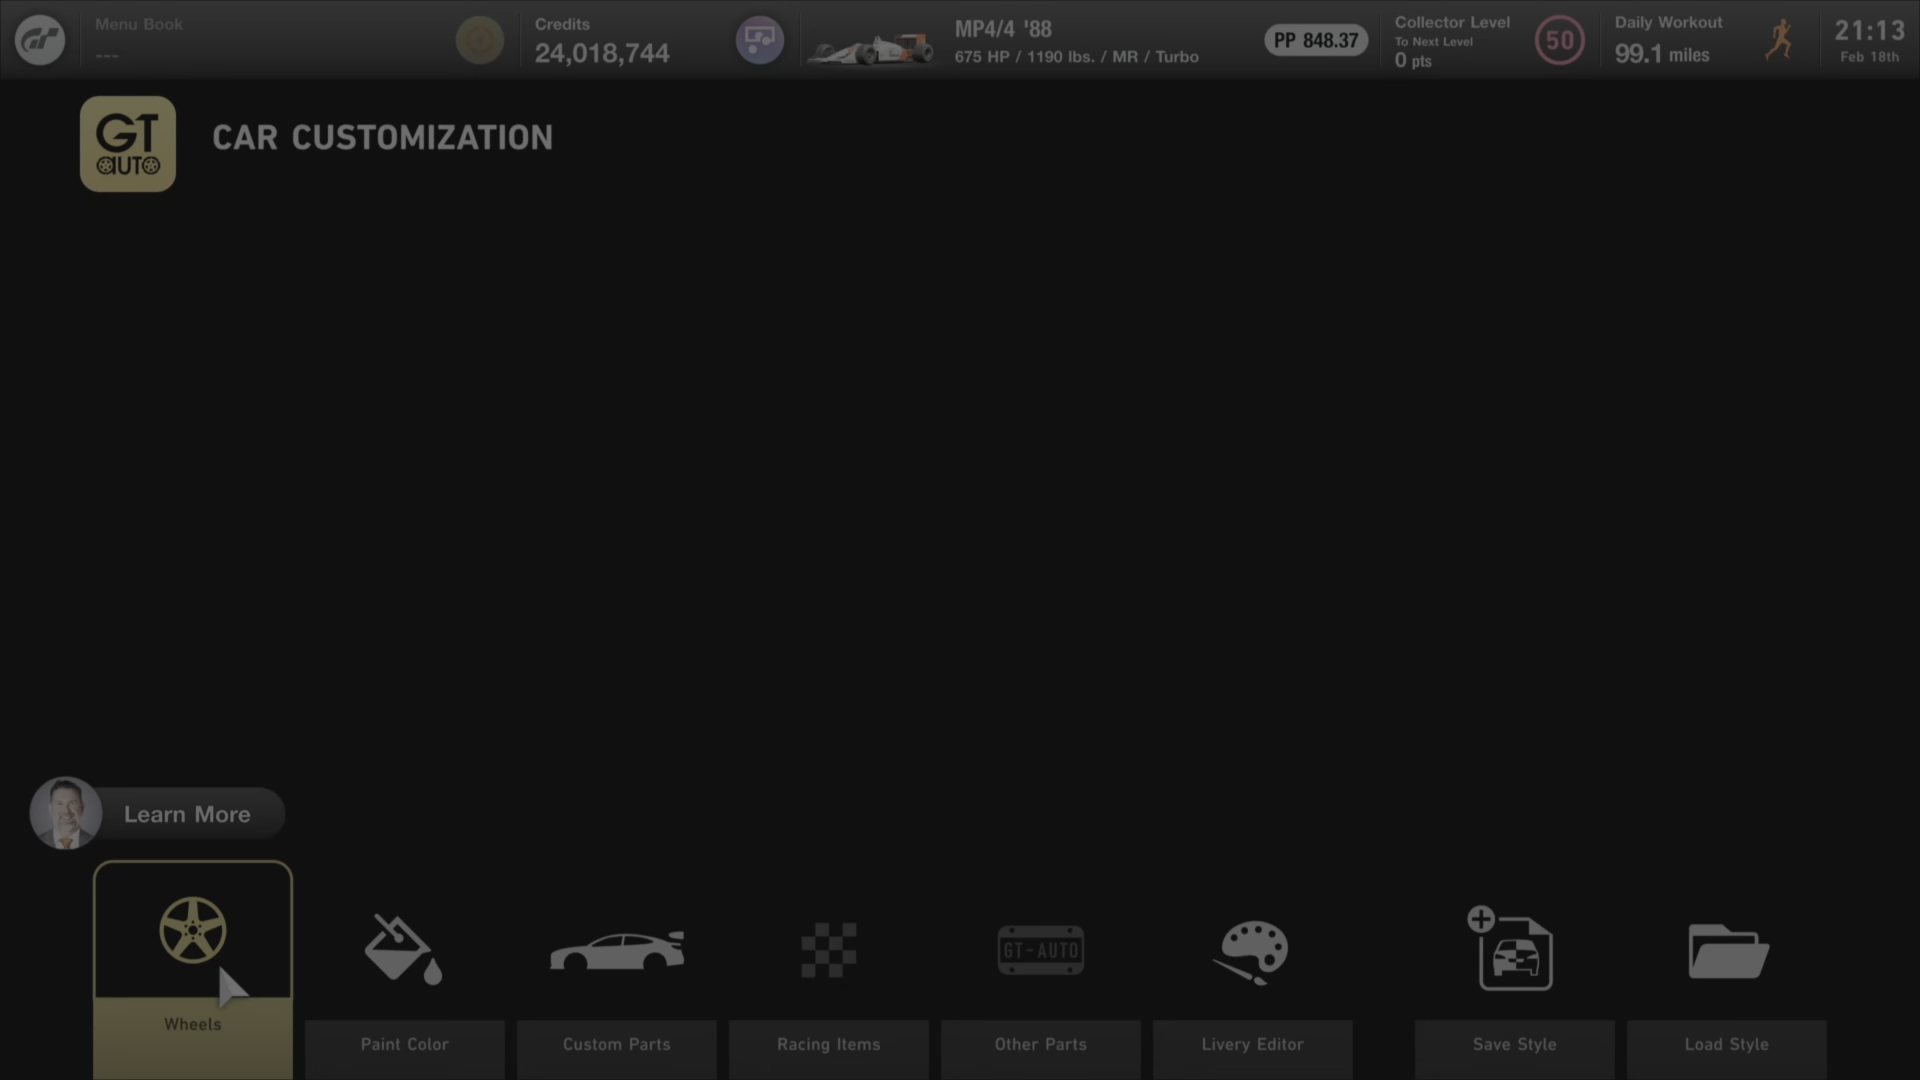 Menu Book
---
Credits
24,018,744
MP4/4 '88
675 HP / 1190 lbs. / MR / Turbo
PP 848.37
Collector Level
To Next Level
0 pts
50
Daily Workout
99.1 miles
21:13
Feb 18th
GT
AUTO
CAR CUSTOMIZATION
Learn More
GT-AUTO
Wheels
Paint Color
Custom Parts
Racing Items
Other Parts
Livery Editor
Save Style
Load Style